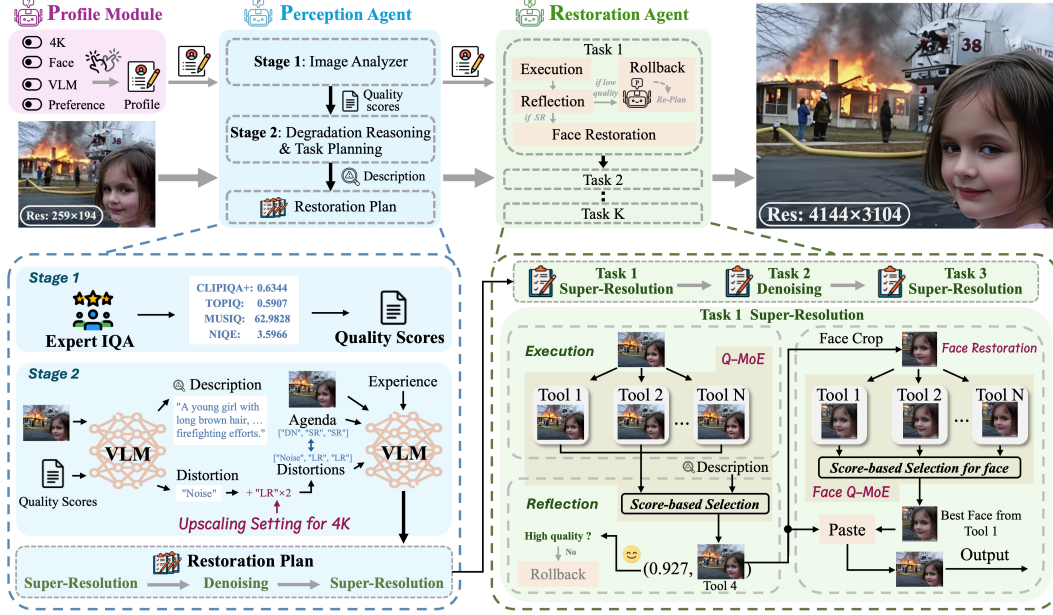 Profile Module
Perception Agent
Restoration Agent
4K
Face
VLM
Preference
Profile
Stage 1: Image Analyzer
Quality
scores
Stage 2: Degradation Reasoning
& Task Planning
Description
Restoration Plan
Task 1
Execution
Rollback
if low
quality
P
Reflection
Re-Plan
if SR
Face Restoration
Task 2
Task K
38
Res: 259×194
38
Res: 4144×3104
Stage 1
Expert IQA
CLIPIQA+: 0.6344
TOPIQ: 0.5907
MUSIQ: 62.9828
NIQE: 3.5966
Quality Scores
Stage 2
VLM
Quality Scores
Description
"A young girl with
long brown hair, ...
firefighting efforts."
Distortion
"Noise"
+ "LR"×2
Upscaling Setting for 4K
Agenda
["DN", "SR", "SR"]
["Noise", "LR", "LR"]
Distortions
Experience
VLM
Restoration Plan
Super-Resolution
Denoising
Super-Resolution
Task 1
Super-Resolution
Task 2
Denoising
Task 3
Super-Resolution
Task 1 Super-Resolution
Execution
Q-MoE
Tool 1
Tool 2
Tool N
...
Description
Reflection
Score-based Selection
High quality ?
No
Rollback
(0.927,
)
Tool 4
Face Crop
Face Restoration
Tool 1
Tool 2
Tool N
...
Score-based Selection for face
Face Q-MoE
Paste
Best Face from
Tool 1
Output